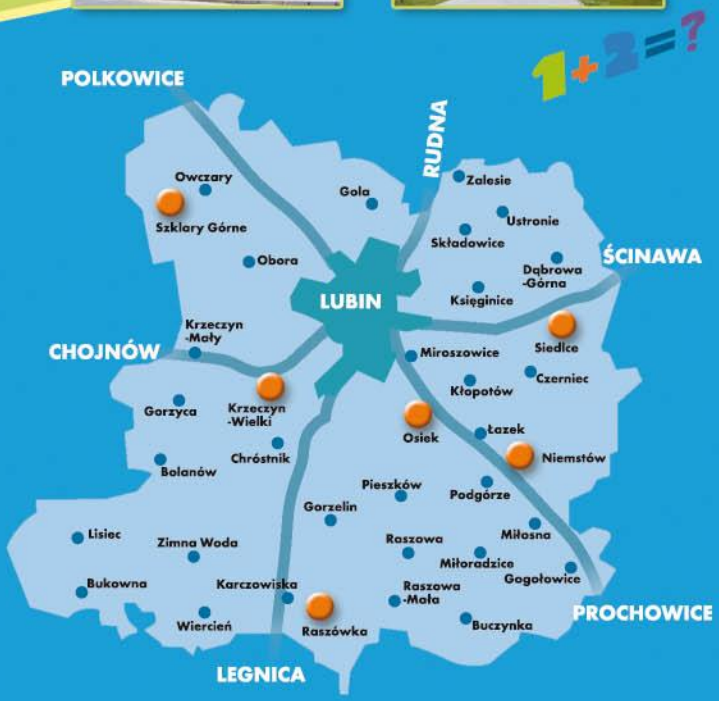 1+2=?
POLKOWICE
RUDNA
Owczary
Gola
Zalesie
Szklary Górne
Ustronie
Składowice
Obora
Dąbrowa
-Górna
ŚCINAWA
Księginice
LUBIN
Krzeczyn
-Mały
CHOJNÓW
Miroszowice
Siedlce
Kłopotów
Czerniec
Gorzyca
Krzeczyn
-Wielki
Osiek
Łazek
Chróstnik
Niemstów
Bolanów
Pieszków
Podgórze
Gorzelin
Lisiec
Zimna Woda
Raszowa
Miłosna
Miłoradzice
Gogołowice
Bukowna
Karczowiska
Raszowa
-Mała
Wiercień
Raszówka
Buczynka
PROCHOWICE
LEGNICA